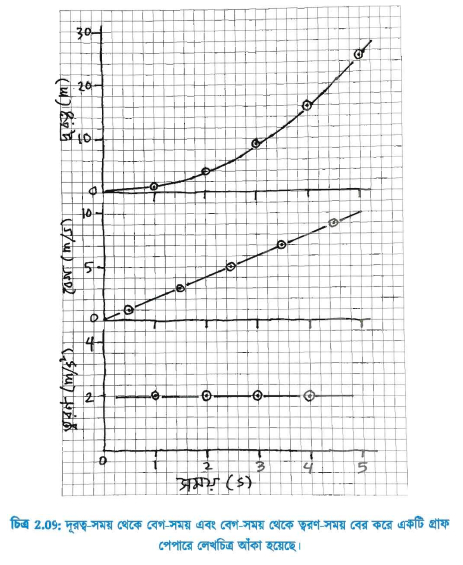 30
20
10
0
দূরত্ব (m)
10
5
0
বেগ (m/s)
4
2
ত্বরণ (m/s²)
0 1 2 3 4 5
সময় (s)
চিত্র 2.09: দূরত্ব-সময় থেকে বেগ-সময় এবং বেগ-সময় থেকে ত্বরণ-সময় বের করে একটি গ্রাফ
পেপারে লেখচিত্র আঁকা হয়েছে।